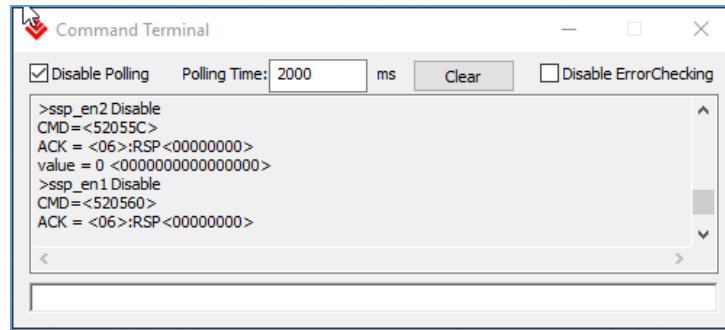 Command Terminal
Disable Polling Polling Time: 2000 ms Clear Disable ErrorChecking
>ssp_en2 Disable
CMD=<52055C>
ACK = <06>:RSP<00000000>
value = 0 <0000000000000000>
>ssp_en1 Disable
CMD=<520560>
ACK = <06>:RSP<00000000>